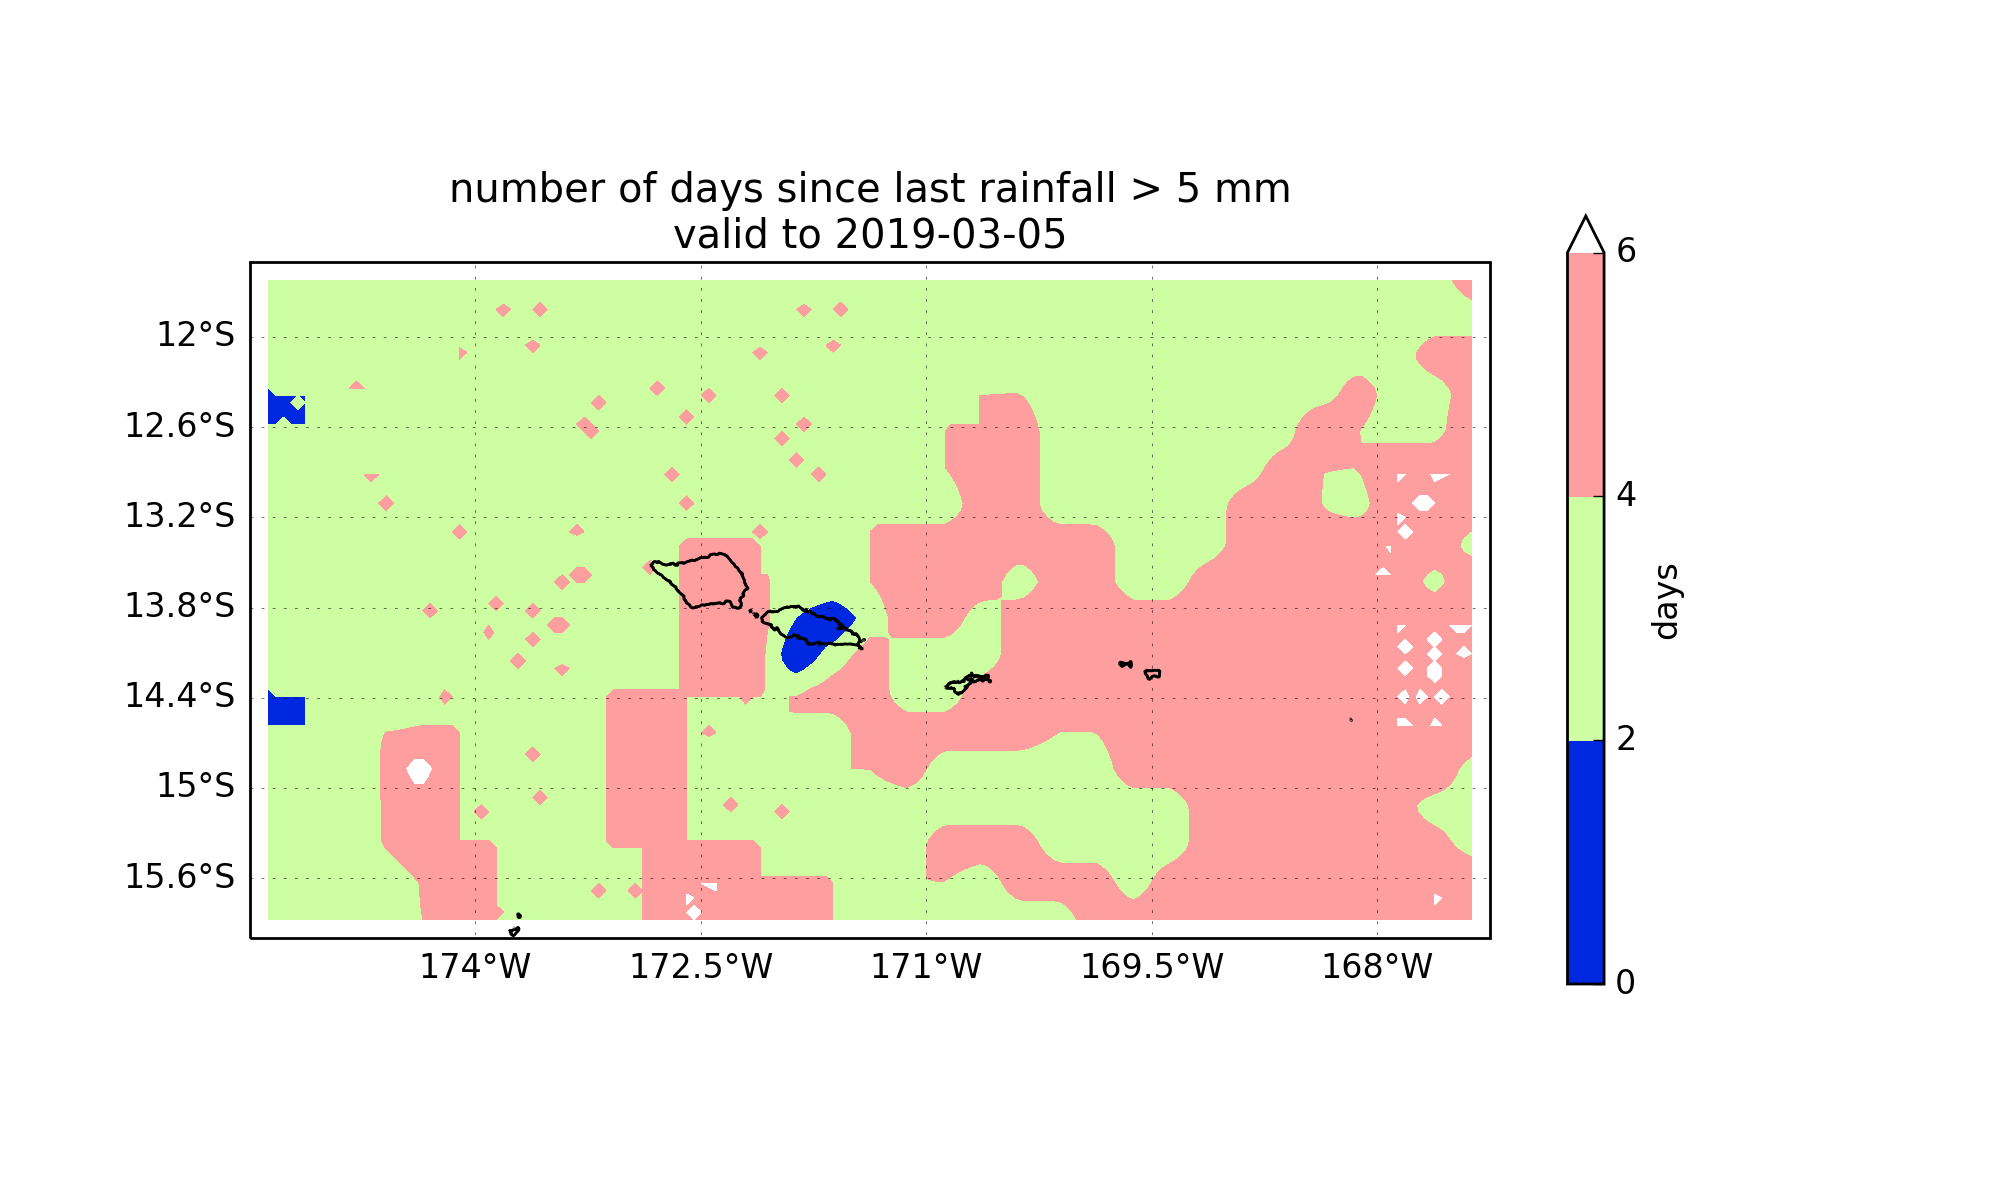 number of days since last rainfall > 5 mm
valid to 2019-03-05
12°S
12.6°S
13.2°S
13.8°S
14.4°S
15°S
15.6°S
174°W
172.5°W
171°W
169.5°W
168°W
6
4
2
0
days